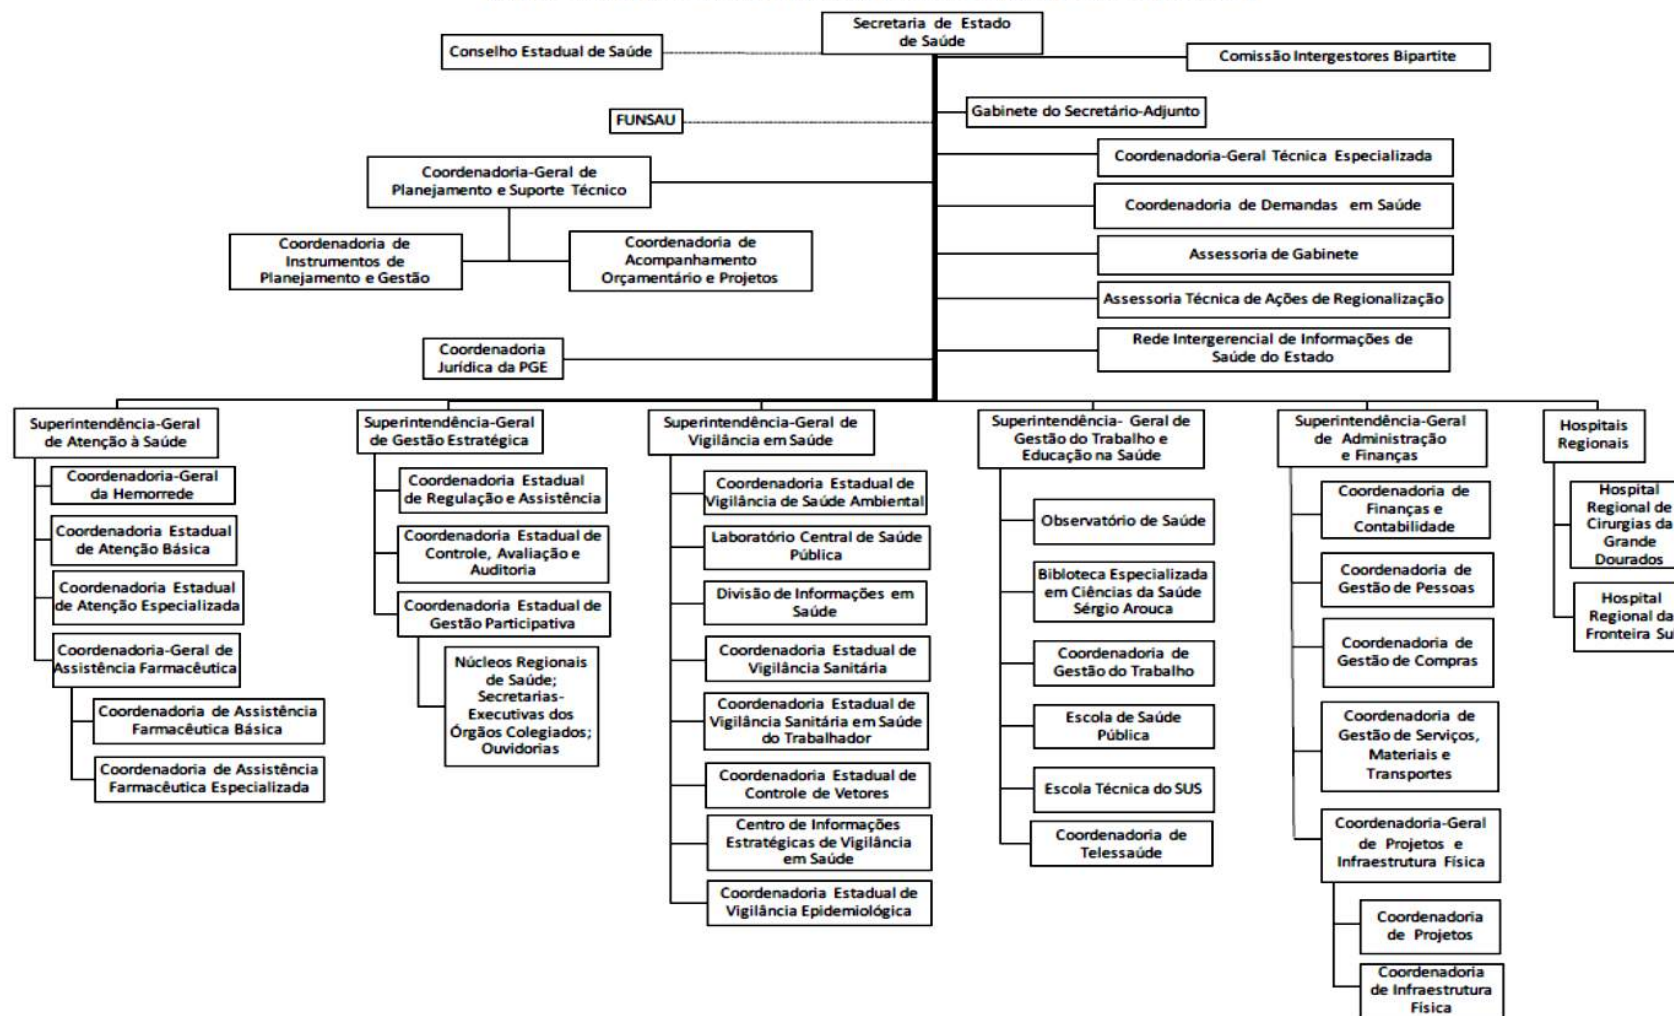 Secretaria de Estado
de Saúde
Conselho Estadual de Saúde
Comissão Intergestores Bipartite
Gabinete do Secretário-Adjunto
FUNSAU
Coordenadoria-Geral Técnica Especializada
Coordenadoria-Geral de
Planejamento e Suporte Técnico
Coordenadoria de Demandas em Saúde
Coordenadoria de
Instrumentos de
Planejamento e Gestão
Coordenadoria de
Acompanhamento
Orçamentário e Projetos
Assessoria de Gabinete
Assessoria Técnica de Ações de Regionalização
Rede Intergerencial de Informações de
Saúde do Estado
Coordenadoria
Jurídica da PGE
Superintendência-Geral
de Atenção à Saúde
Coordenadoria-Geral
da Hemorrede
Coordenadoria Estadual
de Atenção Básica
Coordenadoria Estadual
de Atenção Especializada
Coordenadoria-Geral de
Assistência Farmacêutica
Coordenadoria de Assistência
Farmacêutica Básica
Coordenadoria de Assistência
Farmacêutica Especializada
Superintendência-Geral
de Gestão Estratégica
Coordenadoria Estadual
de Regulação e Assistência
Coordenadoria Estadual de
Controle, Avaliação e
Auditoria
Coordenadoria Estadual de
Gestão Participativa
Núcleos Regionais
de Saúde;
Secretarias-
Executivas dos
Órgãos Colegiados;
Ouvidorias
Superintendência-Geral de
Vigilância em Saúde
Coordenadoria Estadual de
Vigilância de Saúde Ambiental
Laboratório Central de Saúde
Pública
Divisão de Informações em
Saúde
Coordenadoria Estadual de
Vigilância Sanitária
Coordenadoria Estadual de
Vigilância Sanitária em Saúde
do Trabalhador
Coordenadoria Estadual de
Controle de Vetores
Centro de Informações
Estratégicas de Vigilância
em Saúde
Coordenadoria Estadual de
Vigilância Epidemiológica
Superintendência- Geral de
Gestão do Trabalho e
Educação na Saúde
Observatório de Saúde
Bibloteca Especializada
em Ciências da Saúde
Sérgio Arouca
Coordenadoria de
Gestão do Trabalho
Escola de Saúde
Pública
Escola Técnica do SUS
Coordenadoria de
Telessaúde
Superintendência-Geral
de Administração
e Finanças
Coordenadoria de
Finanças e
Contabilidade
Coordenadoria de
Gestão de Pessoas
Coordenadoria de
Gestão de Compras
Coordenadoria de
Gestão de Serviços,
Materiais e
Transportes
Coordenadoria-Geral
de Projetos e
Infraestrutura Física
Coordenadoria
de Projetos
Coordenadoria
de Infraestrutura
Física
Hospitais
Regionais
Hospital
Regional de
Cirurgias da
Grande
Dourados
Hospital
Regional da
Fronteira Sul